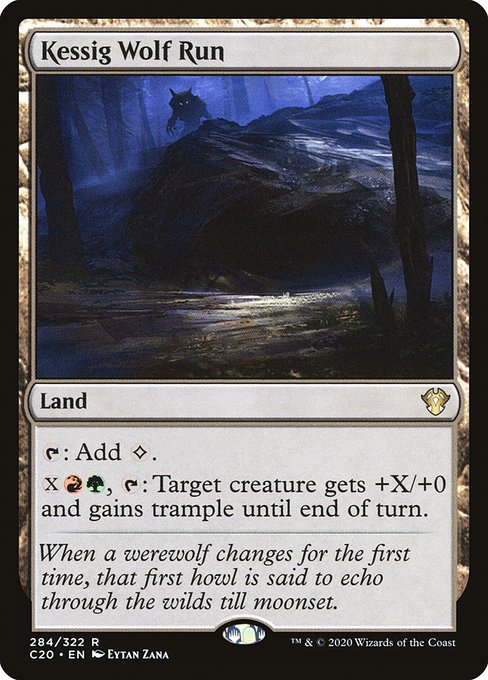 Kessig Wolf Run
Land
: Add .
X, : Target creature gets +X/+0
and gains trample until end of turn.
When a werewolf changes for the first
time, that first howl is said to echo
through the wilds till moonset.
284/322 R
C20 • EN Eytan Zana
™ & © 2020 Wizards of the Coast